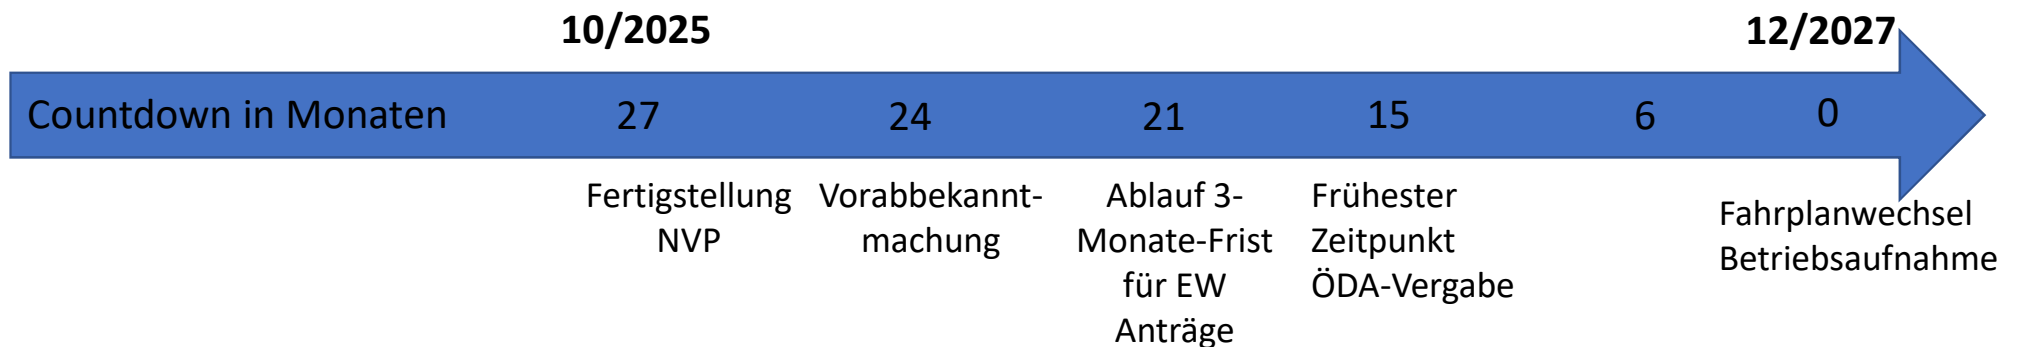 10/2025
12/2027
Countdown in Monaten 27 24 21 15 6 0
Fertigstellung
NVP
Vorabbekannt-
machung
Ablauf 3-
Monate-Frist
für EW
Anträge
Frühester
Zeitpunkt
ÖDA-Vergabe
Fahrplanwechsel
Betriebsaufnahme